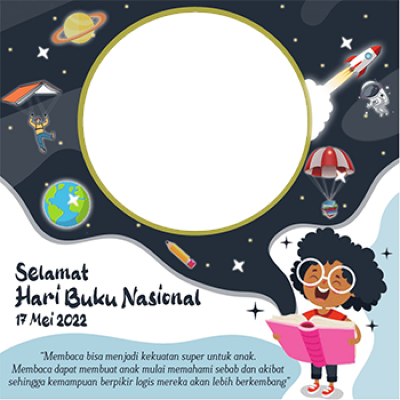 Selamat
Hari Buku Nasional
17 Mei 2022
"Membaca bisa menjadi kekuatan super untuk anak.
Membaca dapat membuat anak mulai memahami sebab dan akibat
sehingga kemampuan berpikir logis mereka akan lebih berkembang"